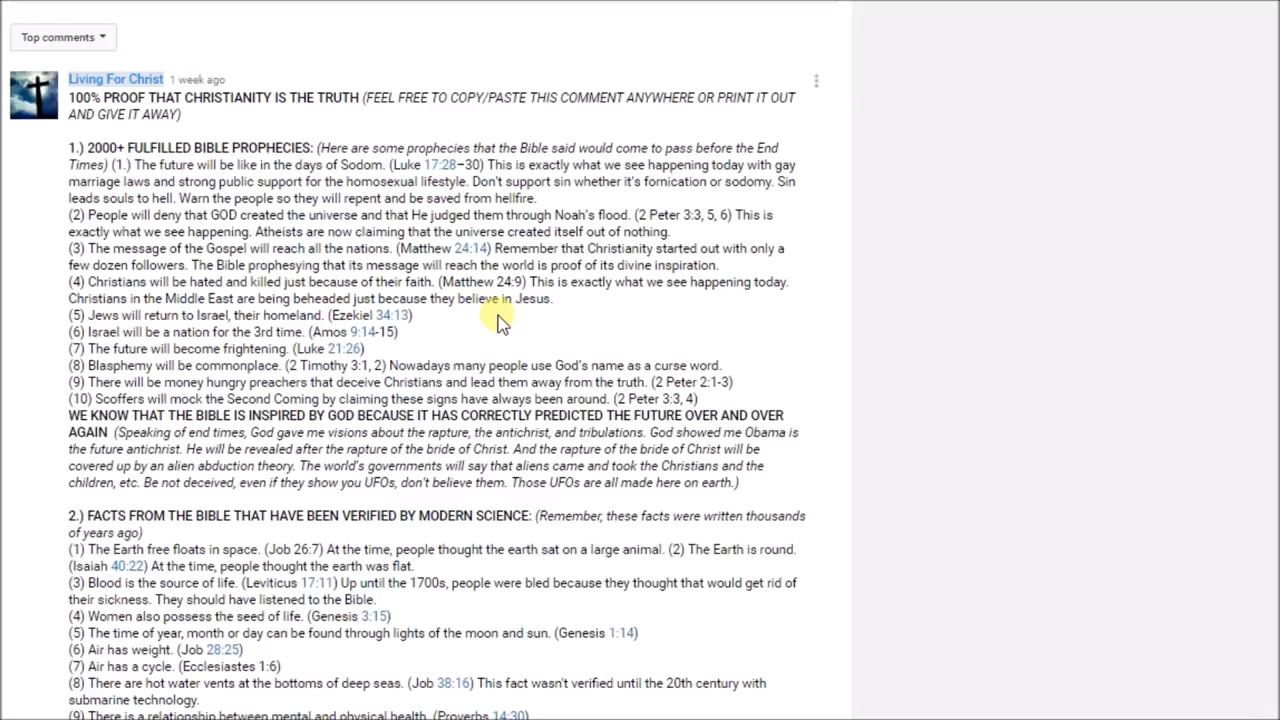 Top comments
Living For Christ 1 week ago
100% PROOF THAT CHRISTIANITY IS THE TRUTH (FEEL FREE TO COPY/PASTE THIS COMMENT ANYWHERE OR PRINT IT OUT
AND GIVE IT AWAY)
1.) 2000+ FULFILLED BIBLE PROPHECIES: (Here are some prophecies that the Bible said would come to pass before the End
Times) (1.) The future will be like in the days of Sodom. (Luke 17:28–30) This is exactly what we see happening today with gay
marriage laws and strong public support for the homosexual lifestyle. Don't support sin whether it's fornication or sodomy. Sin
leads souls to hell. Warn the people so they will repent and be saved from hellfire.
(2) People will deny that GOD created the universe and that He judged them through Noah's flood. (2 Peter 3:3, 5, 6) This is
exactly what we see happening. Atheists are now claiming that the universe created itself out of nothing.
(3) The message of the Gospel will reach all the nations. (Matthew 24:14) Remember that Christianity started out with only a
few dozen followers. The Bible prophesying that its message will reach the world is proof of its divine inspiration.
(4) Christians will be hated and killed just because of their faith. (Matthew 24:9) This is exactly what we see happening today.
Christians in the Middle East are being beheaded just because they believe in Jesus.
(5) Jews will return to Israel, their homeland. (Ezekiel 34:13)
(6) Israel will be a nation for the 3rd time. (Amos 9:14-15)
(7) The future will become frightening. (Luke 21:26)
(8) Blasphemy will be commonplace. (2 Timothy 3:1, 2) Nowadays many people use God's name as a curse word.
(9) There will be money hungry preachers that deceive Christians and lead them away from the truth. (2 Peter 2:1-3)
(10) Scoffers will mock the Second Coming by claiming these signs have always been around. (2 Peter 3:3, 4)
WE KNOW THAT THE BIBLE IS INSPIRED BY GOD BECAUSE IT HAS CORRECTLY PREDICTED THE FUTURE OVER AND OVER
AGAIN (Speaking of end times, God gave me visions about the rapture, the antichrist, and tribulations. God showed me Obama is
the future antichrist. He will be revealed after the rapture of the bride of Christ. And the rapture of the bride of Christ will be
covered up by an alien abduction theory. The world's governments will say that aliens came and took the Christians and the
children, etc. Be not deceived, even if they show you UFOs, don't believe them. Those UFOs are all made here on earth.)
2.) FACTS FROM THE BIBLE THAT HAVE BEEN VERIFIED BY MODERN SCIENCE: (Remember, these facts were written thousands
of years ago)
(1) The Earth free floats in space. (Job 26:7) At the time, people thought the earth sat on a large animal. (2) The Earth is round.
(Isaiah 40:22) At the time, people thought the earth was flat.
(3) Blood is the source of life. (Leviticus 17:11) Up until the 1700s, people were bled because they thought that would get rid of
their sickness. They should have listened to the Bible.
(4) Women also possess the seed of life. (Genesis 3:15)
(5) The time of year, month or day can be found through lights of the moon and sun. (Genesis 1:14)
(6) Air has weight. (Job 28:25)
(7) Air has a cycle. (Ecclesiastes 1:6)
(8) There are hot water vents at the bottoms of deep seas. (Job 38:16) This fact wasn't verified until the 20th century with
submarine technology.
(9) There is a relationship between mental and physical health. (Proverbs 14:30)